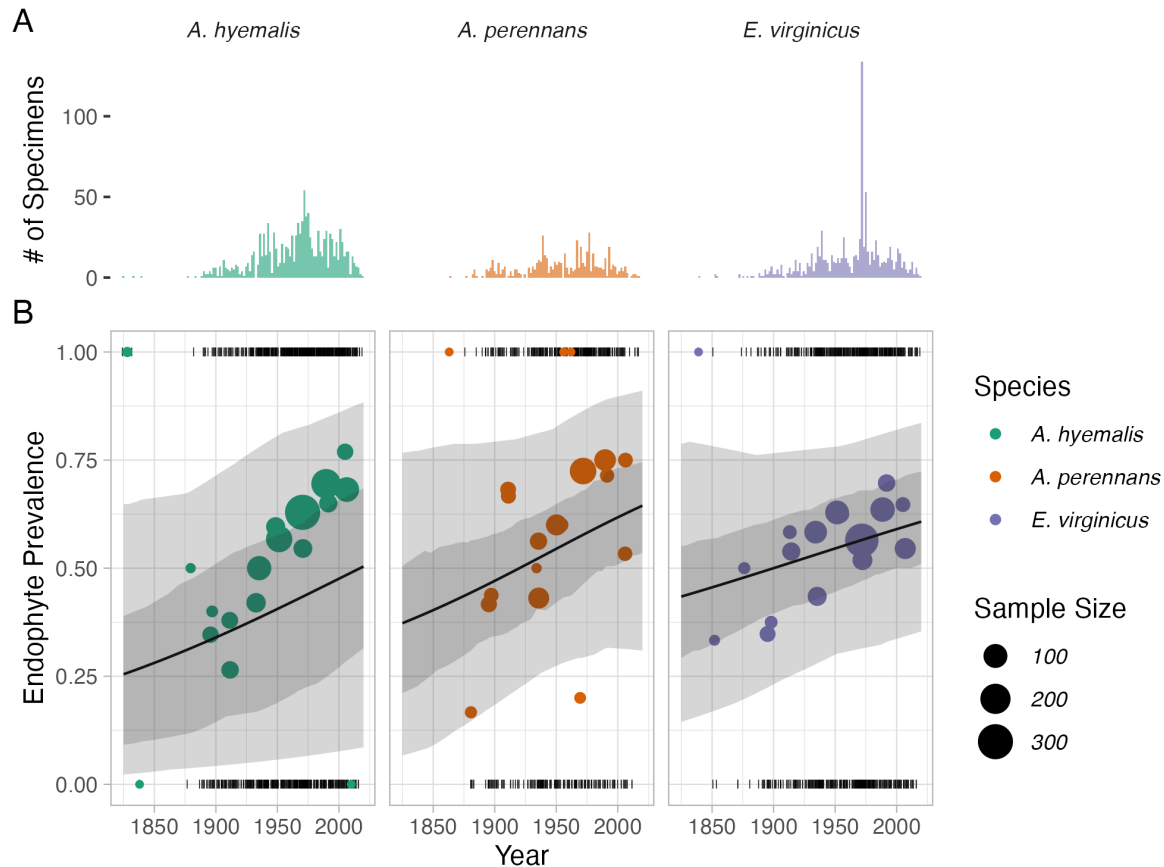 A
A. hyemalis
A. perennans
E. virginicus
# of Specimens
100
50
0
B
Endophyte Prevalence
1.00
0.75
0.50
0.25
0.00
1850 1900 1950 2000
1850 1900 1950 2000
1850 1900 1950 2000
Year
Species
A. hyemalis
A. perennans
E. virginicus
Sample Size
100
200
300